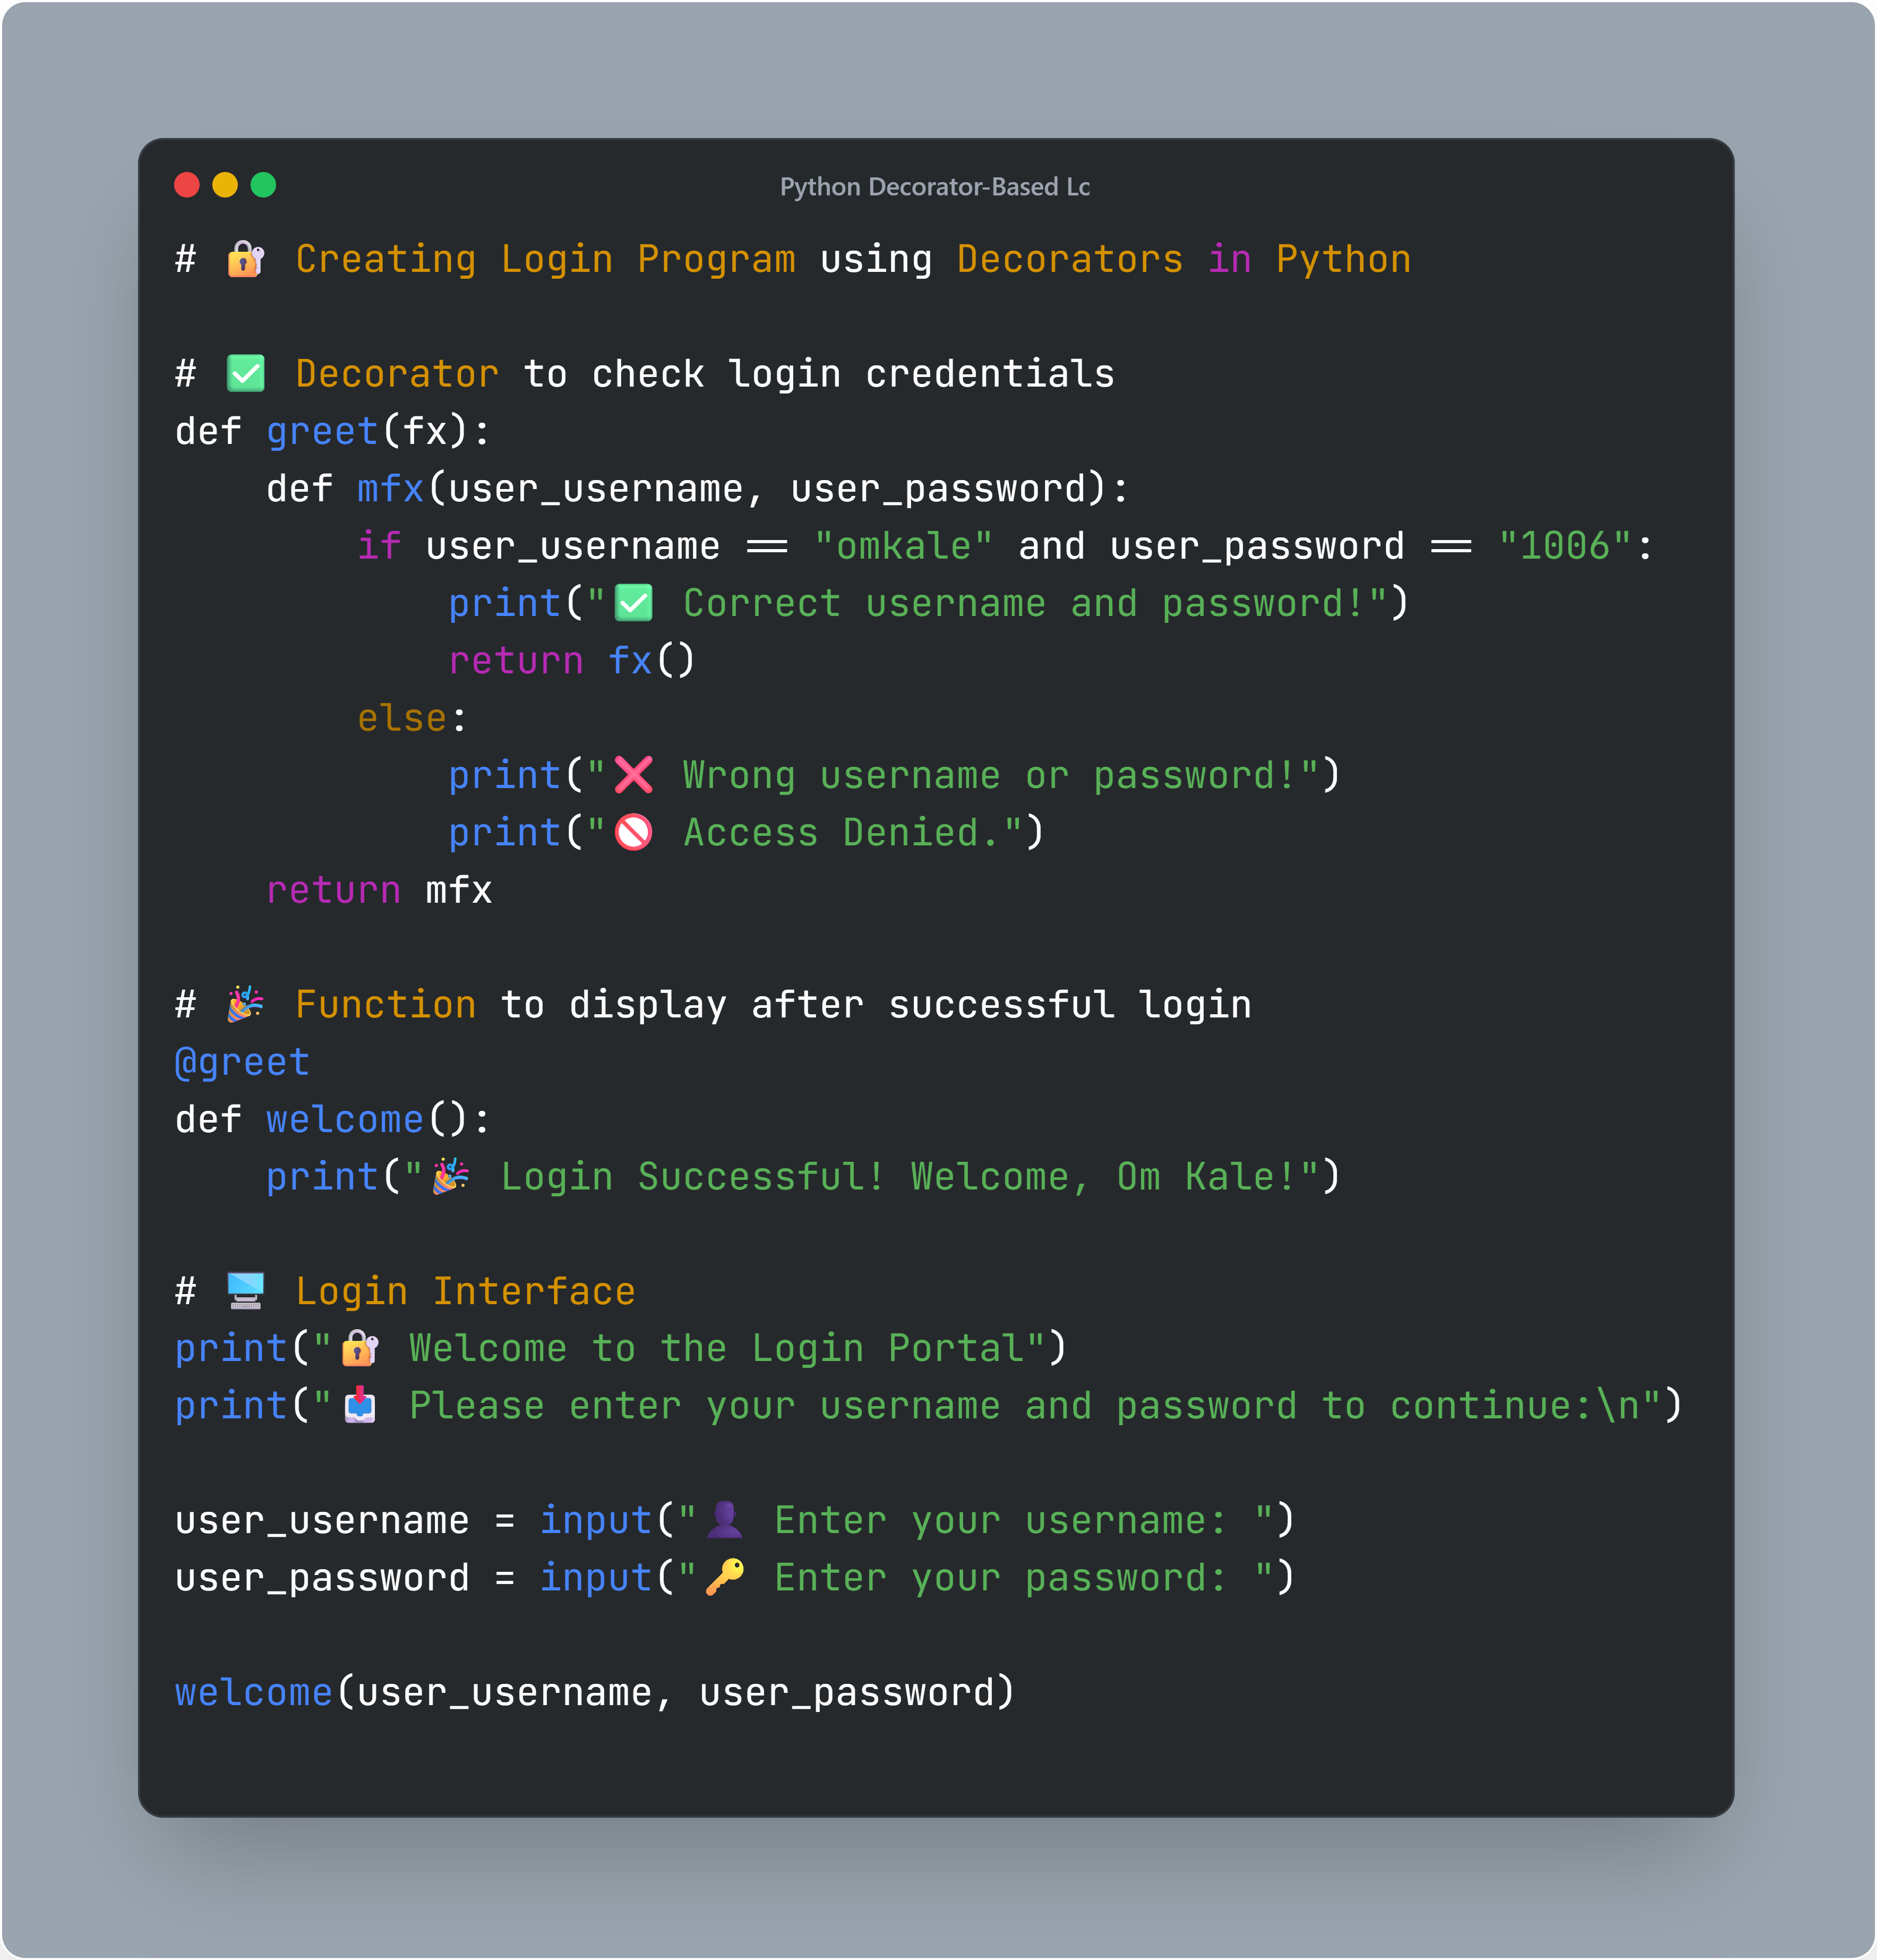 Python Decorator-Based Lc
# 🔐 Creating Login Program using Decorators in Python
# ✅ Decorator to check login credentials
def greet(fx):
    def mfx(user_username, user_password):
        if user_username == "omkale" and user_password == "1006":
            print("✅ Correct username and password!")
            return fx()
        else:
            print("❌ Wrong username or password!")
            print("🚫 Access Denied.")
    return mfx
# 🎉 Function to display after successful login
@greet
def welcome():
    print("🎉 Login Successful! Welcome, Om Kale!")
# 🖥️ Login Interface
print("🔐 Welcome to the Login Portal")
print("📥 Please enter your username and password to continue:\n")
user_username = input("👤 Enter your username: ")
user_password = input("🔑 Enter your password: ")
welcome(user_username, user_password)